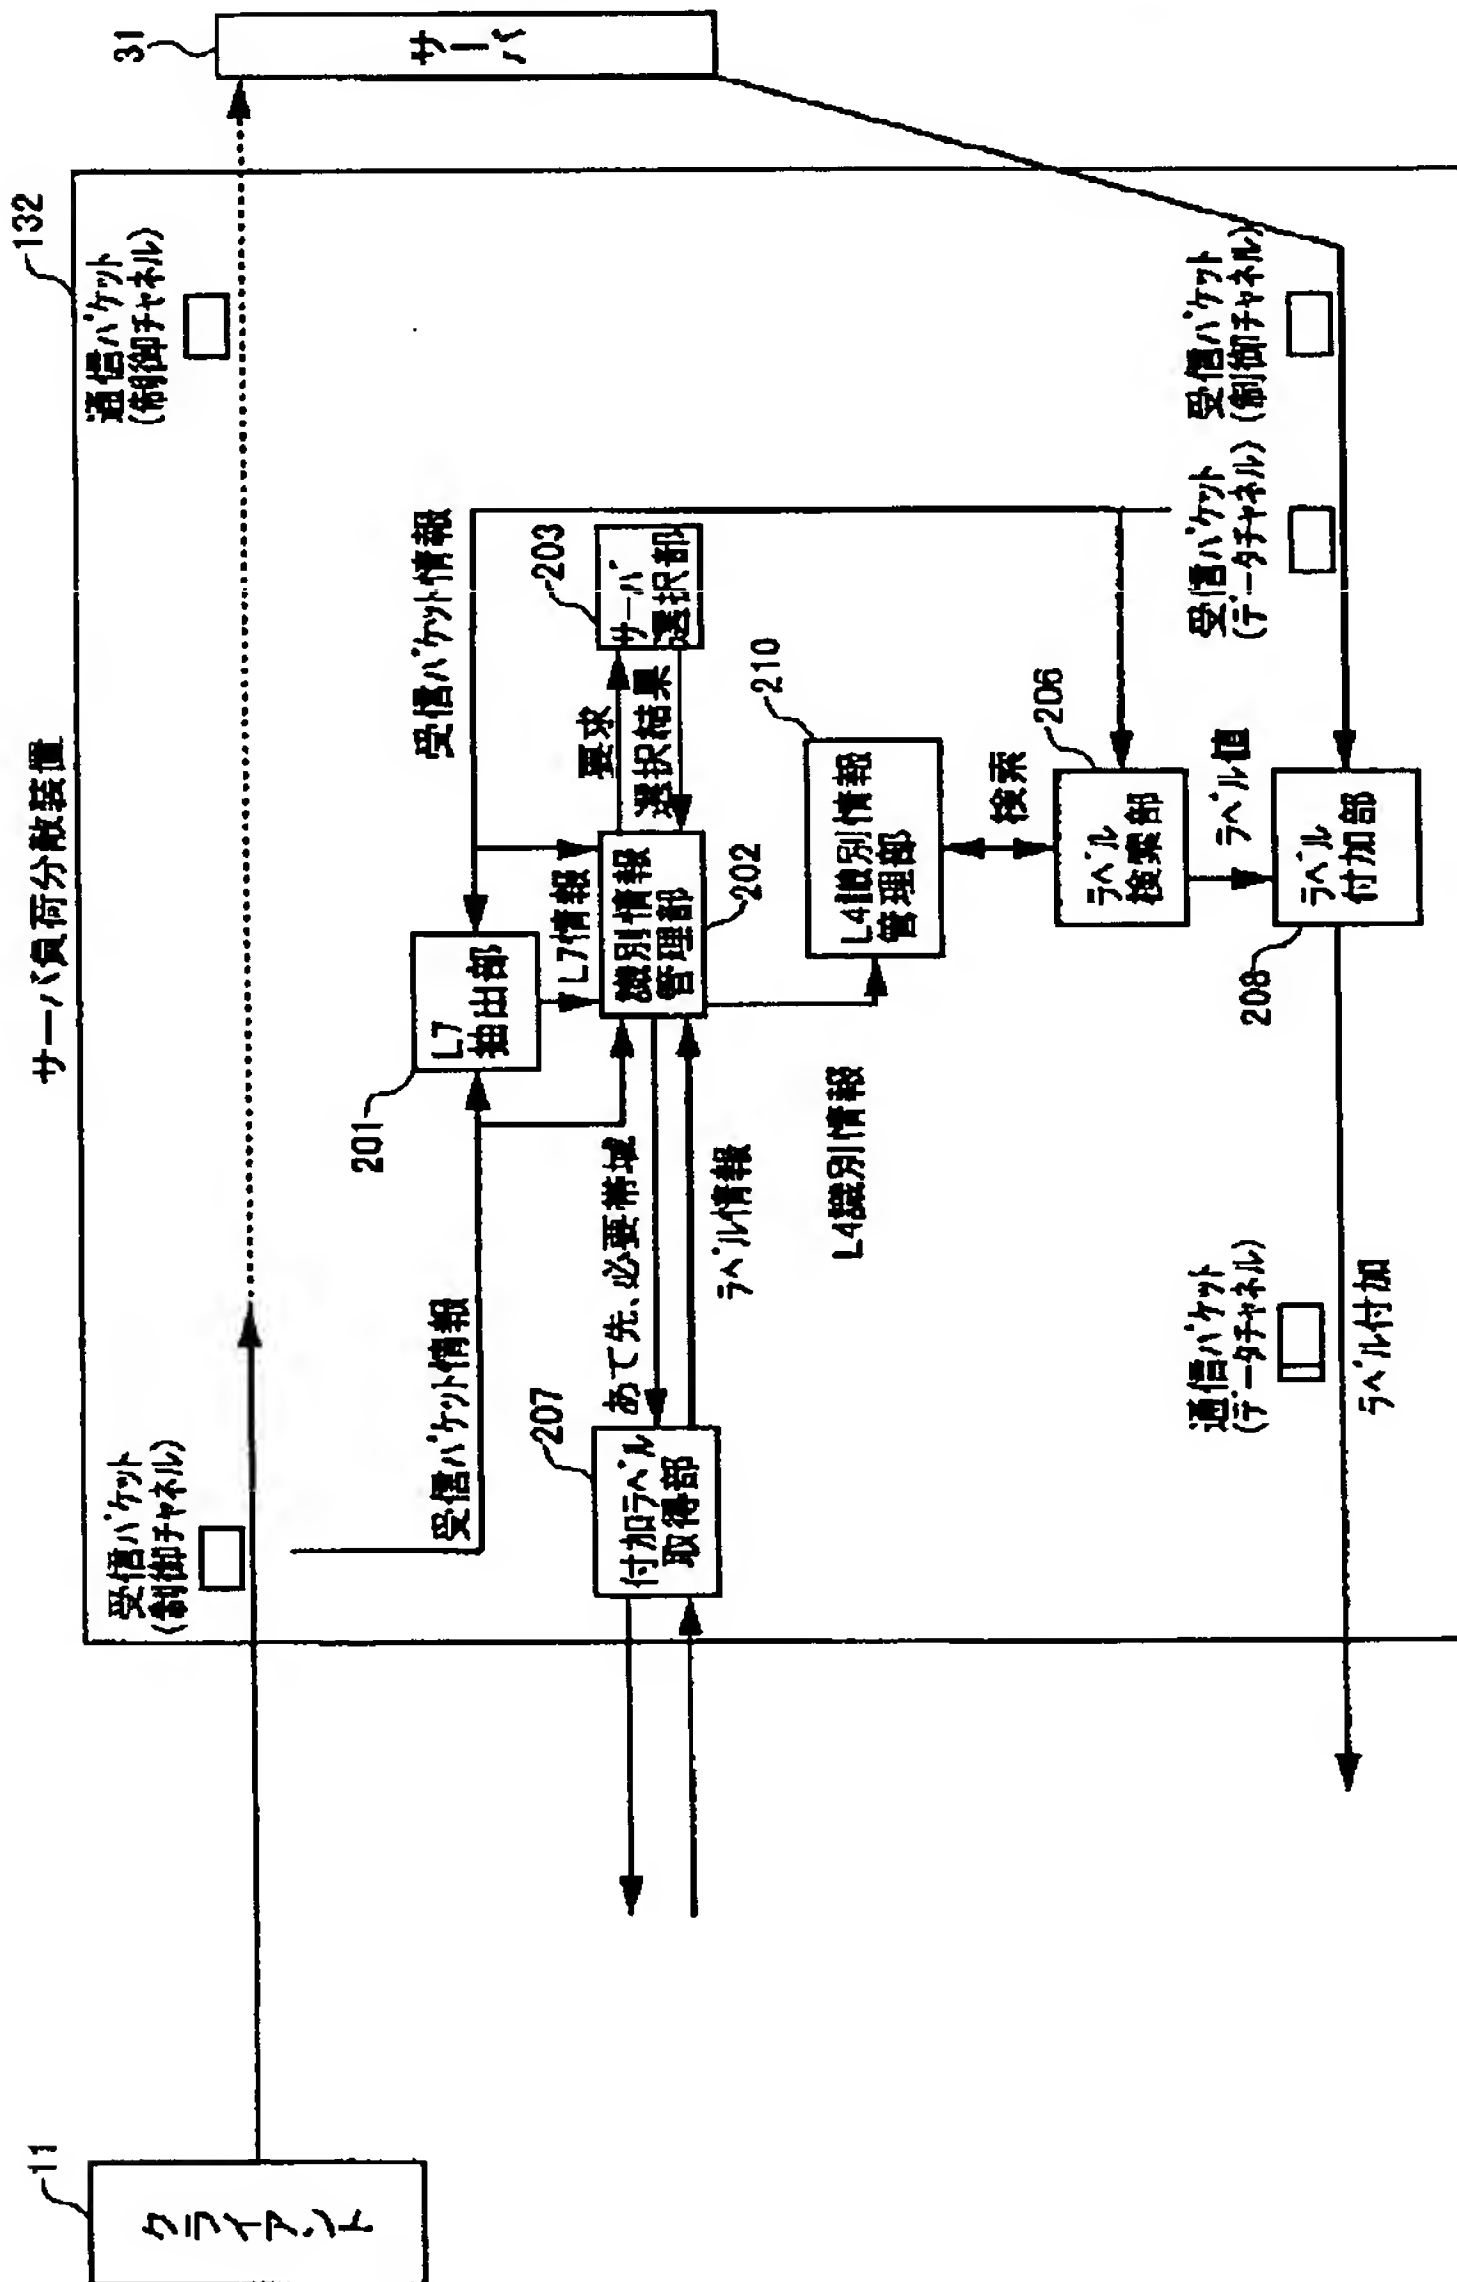 サーバ負荷分散装置
132
11
クライアント
31
サーバ
受信パケット
(制御チャネル)
通信パケット
(制御チャネル)
受信パケット情報
受信パケット情報
201
L7
抽出部
L7情報
203
サーバ
選択部
要求
選択結果
識別情報
管理部
202
207
付加ラベル
取得部
あて先、必要帯域
ラベル情報
L4識別情報
210
L4識別情報
管理部
検索
206
ラベル
検索部
ラベル値
208
ラベル
付加部
受信パケット
(データチャネル)
受信パケット
(制御チャネル)
通信パケット
(データチャネル)
ラベル付加